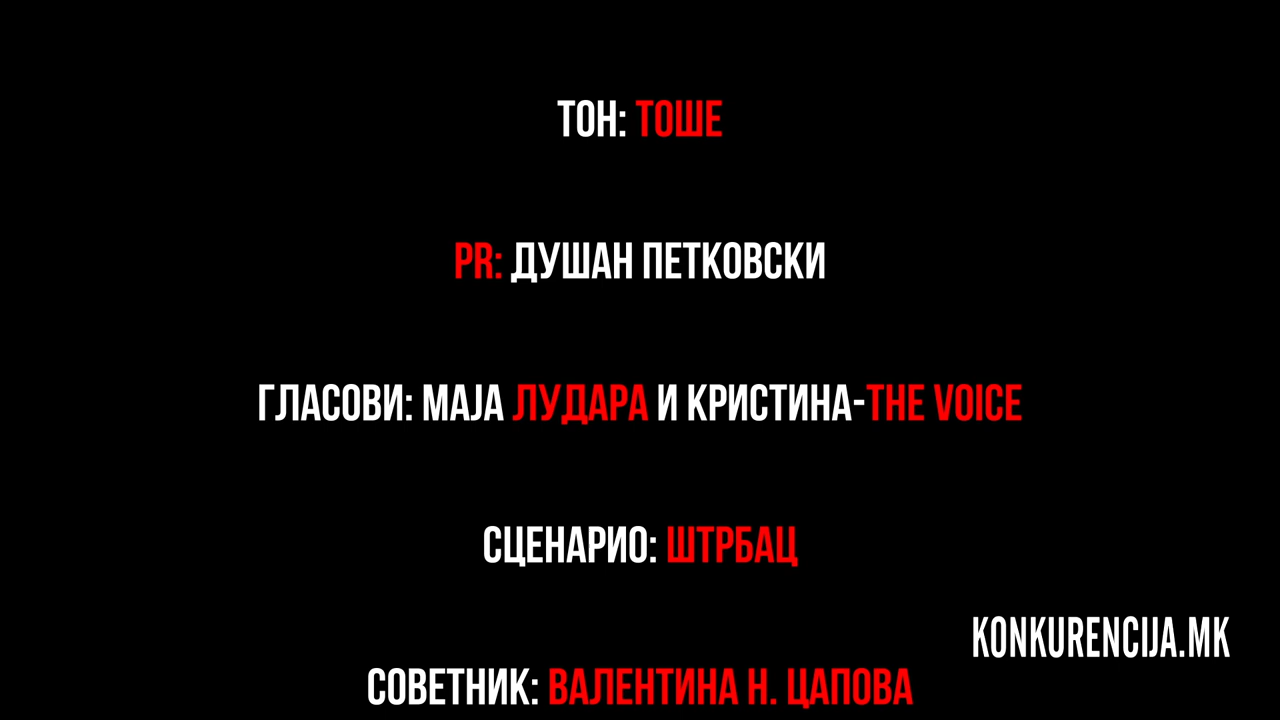 ТОН: ТОШЕ
PR: ДУШАН ПЕТКОВСКИ
ГЛАСОВИ: МАЈА ЛУДАРА И КРИСТИНА-THE VOICE
СЦЕНАРИО: ШТРБАЦ
KONKURENCIJA.MK
СОВЕТНИК: ВАЛЕНТИНА Н. ЦАПОВА